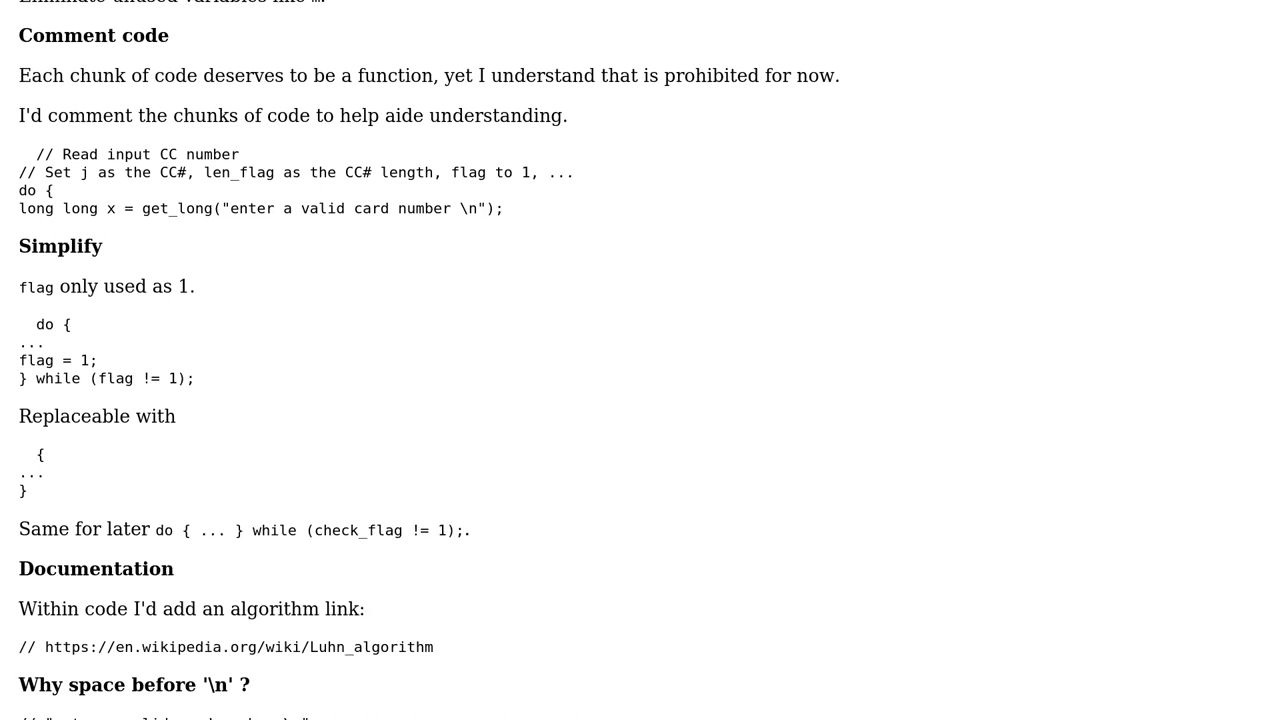 Eliminate unused variables like m.
Comment code
Each chunk of code deserves to be a function, yet I understand that is prohibited for now.
I'd comment the chunks of code to help aide understanding.
// Read input CC number
// Set j as the CC#, len_flag as the CC# length, flag to 1, ...
do {
long long x = get_long("enter a valid card number \n");
Simplify
flag only used as 1.
do {
...
flag = 1;
} while (flag != 1);
Replaceable with
{
...
}
Same for later do { ... } while (check_flag != 1);.
Documentation
Within code I'd add an algorithm link:
// https://en.wikipedia.org/wiki/Luhn_algorithm
Why space before '\n' ?